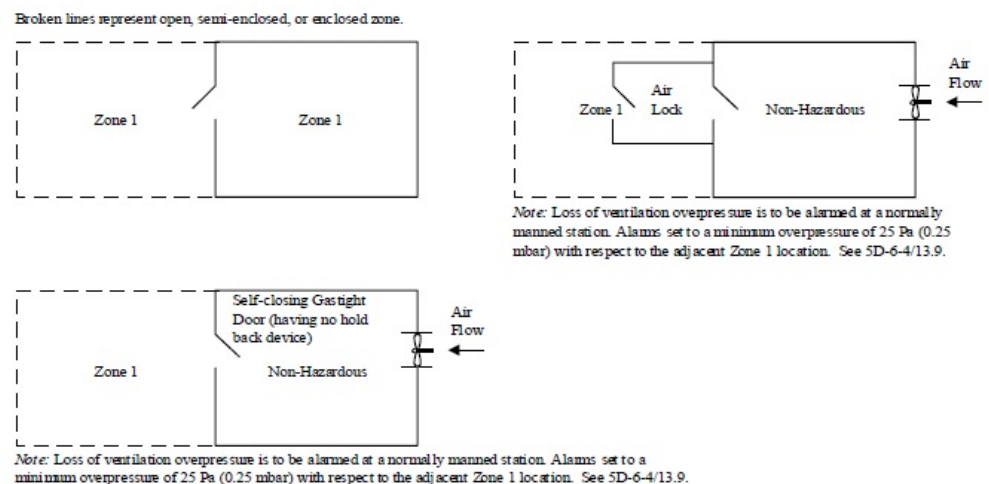 Broken lines represent open, semi-enclosed, or enclosed zone.
Zone 1
Zone 1
Zone 1
Air
Lock
Non-Hazardous
Air
Flow
Note: Loss of ventilation overpressure is to be alarmed at a normally
manned station. Alarms set to a minimum overpressure of 25 Pa (0.25
mbar) with respect to the adjacent Zone 1 location. See 5D-6-4/13.9.
Self-closing Gastight
Door (having no hold
back device)
Zone 1
Non-Hazardous
Air
Flow
Note: Loss of ventilation overpressure is to be alarmed at a normally manned station. Alarms set to a
minimum overpressure of 25 Pa (0.25 mbar) with respect to the adjacent Zone 1 location. See 5D-6-4/13.9.